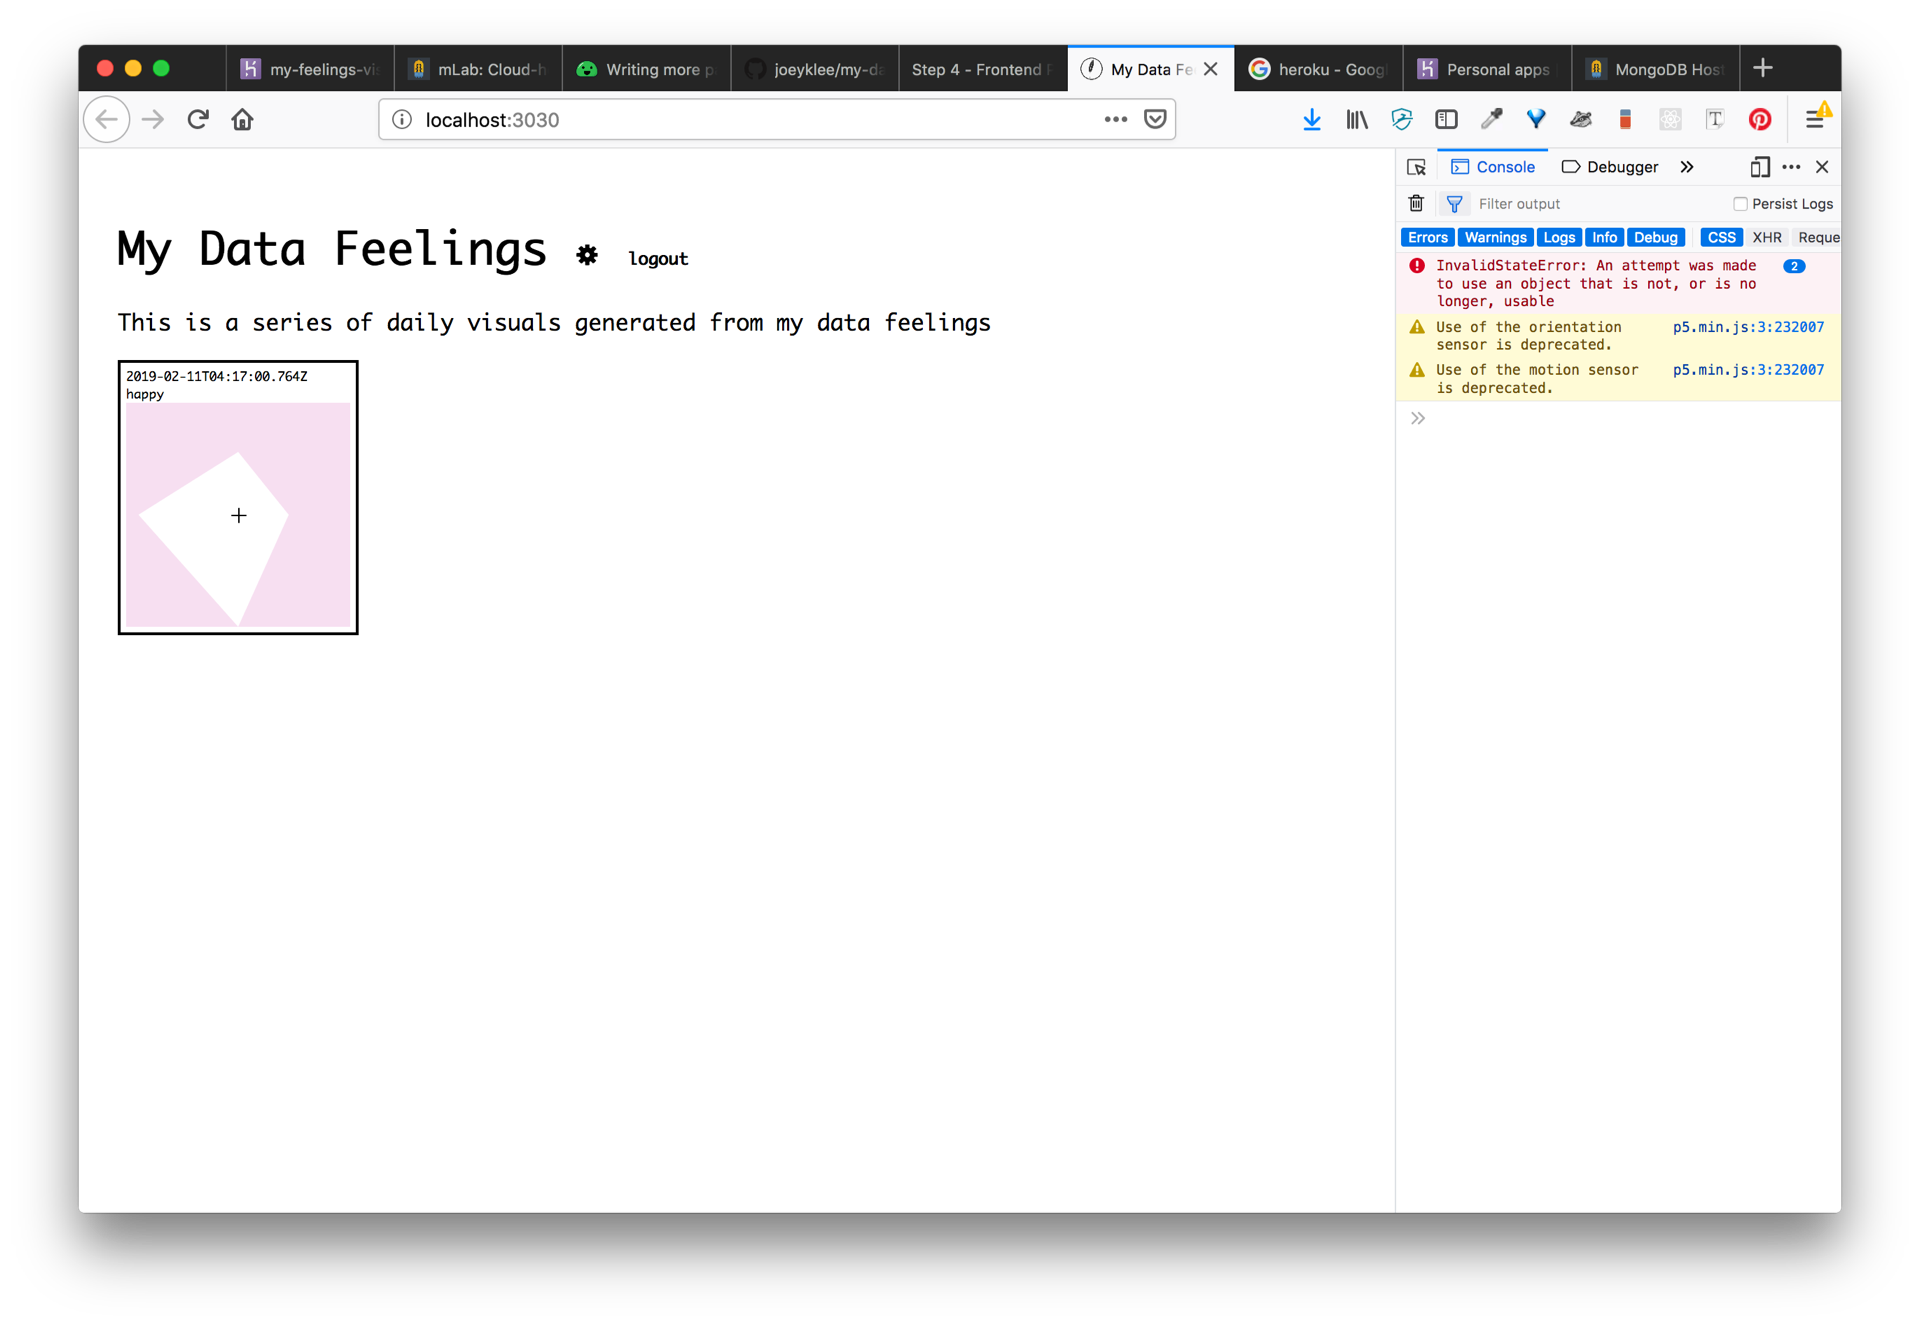 my-feelings-vis
mLab: Cloud-h
Writing more p
joeyklee/my-da
Step 4 - Frontend
My Data Fe
heroku - Goog
Personal apps
MongoDB Host
localhost:3030
Console
Debugger
Filter output
Persist Logs
Errors Warnings Logs Info Debug CSS XHR Reque
My Data Feelings logout
This is a series of daily visuals generated from my data feelings
2019-02-11T04:17:00.764Z
happy
InvalidStateError: An attempt was made 2
to use an object that is not, or is no
longer, usable
Use of the orientation p5.min.js:3:232007
sensor is deprecated.
Use of the motion sensor p5.min.js:3:232007
is deprecated.